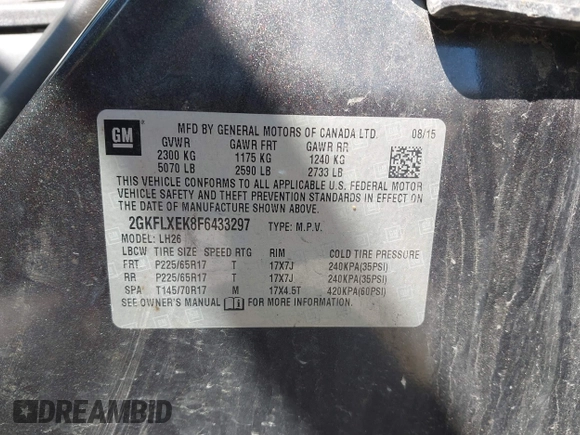 GM
MFD BY GENERAL MOTORS OF CANADA LTD. 08/15
GVWR GAWR FRT GAWR RR
2300 KG 1175 KG 1240 KG
5070 LB 2590 LB 2733 LB
THIS VEHICLE CONFORMS TO ALL APPLICABLE U.S. FEDERAL MOTOR
VEHICLE SAFETY AND THEFT PREVENTION STANDARDS IN EFFECT ON
THE DATE OF MANUFACTURE SHOWN ABOVE.
2GKFLXEK8F6433297 TYPE: M.P.V.
MODEL: LH26
LBCW TIRE SIZE SPEED RTG RIM COLD TIRE PRESSURE
FRT P225/65R17 T 17X7J 240KPA(35PSI)
RR P225/65R17 T 17X7J 240KPA(35PSI)
SPA T145/70R17 M 17X4.5T 420KPA(60PSI)
SEE OWNER'S MANUAL FOR MORE INFORMATION.
DREAMBID